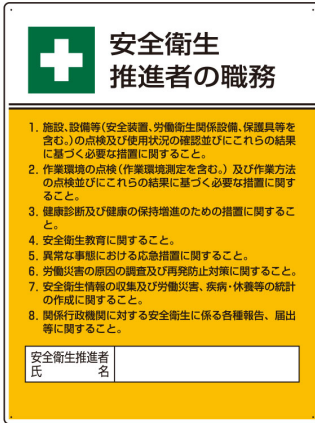 安全衛生
推進者の職務
1. 施設、設備等（安全装置、労働衛生関係設備、保護具等を
含む。）の点検及び使用状況の確認並びにこれらの結果
に基づく必要な措置に関すること。
2. 作業環境の点検（作業環境測定を含む。）及び作業方法
の点検並びにこれらの結果に基づく必要な措置に関す
ること。
3. 健康診断及び健康の保持増進のための措置に関するこ
と。
4. 安全衛生教育に関すること。
5. 異常な事態における応急措置に関すること。
6. 労働災害の原因の調査及び再発防止対策に関すること。
7. 安全衛生情報の収集及び労働災害、疾病・休養等の統計
の作成に関すること。
8. 関係行政機関に対する安全衛生に係る各種報告、届出
等に関すること。
安全衛生推進者
氏名